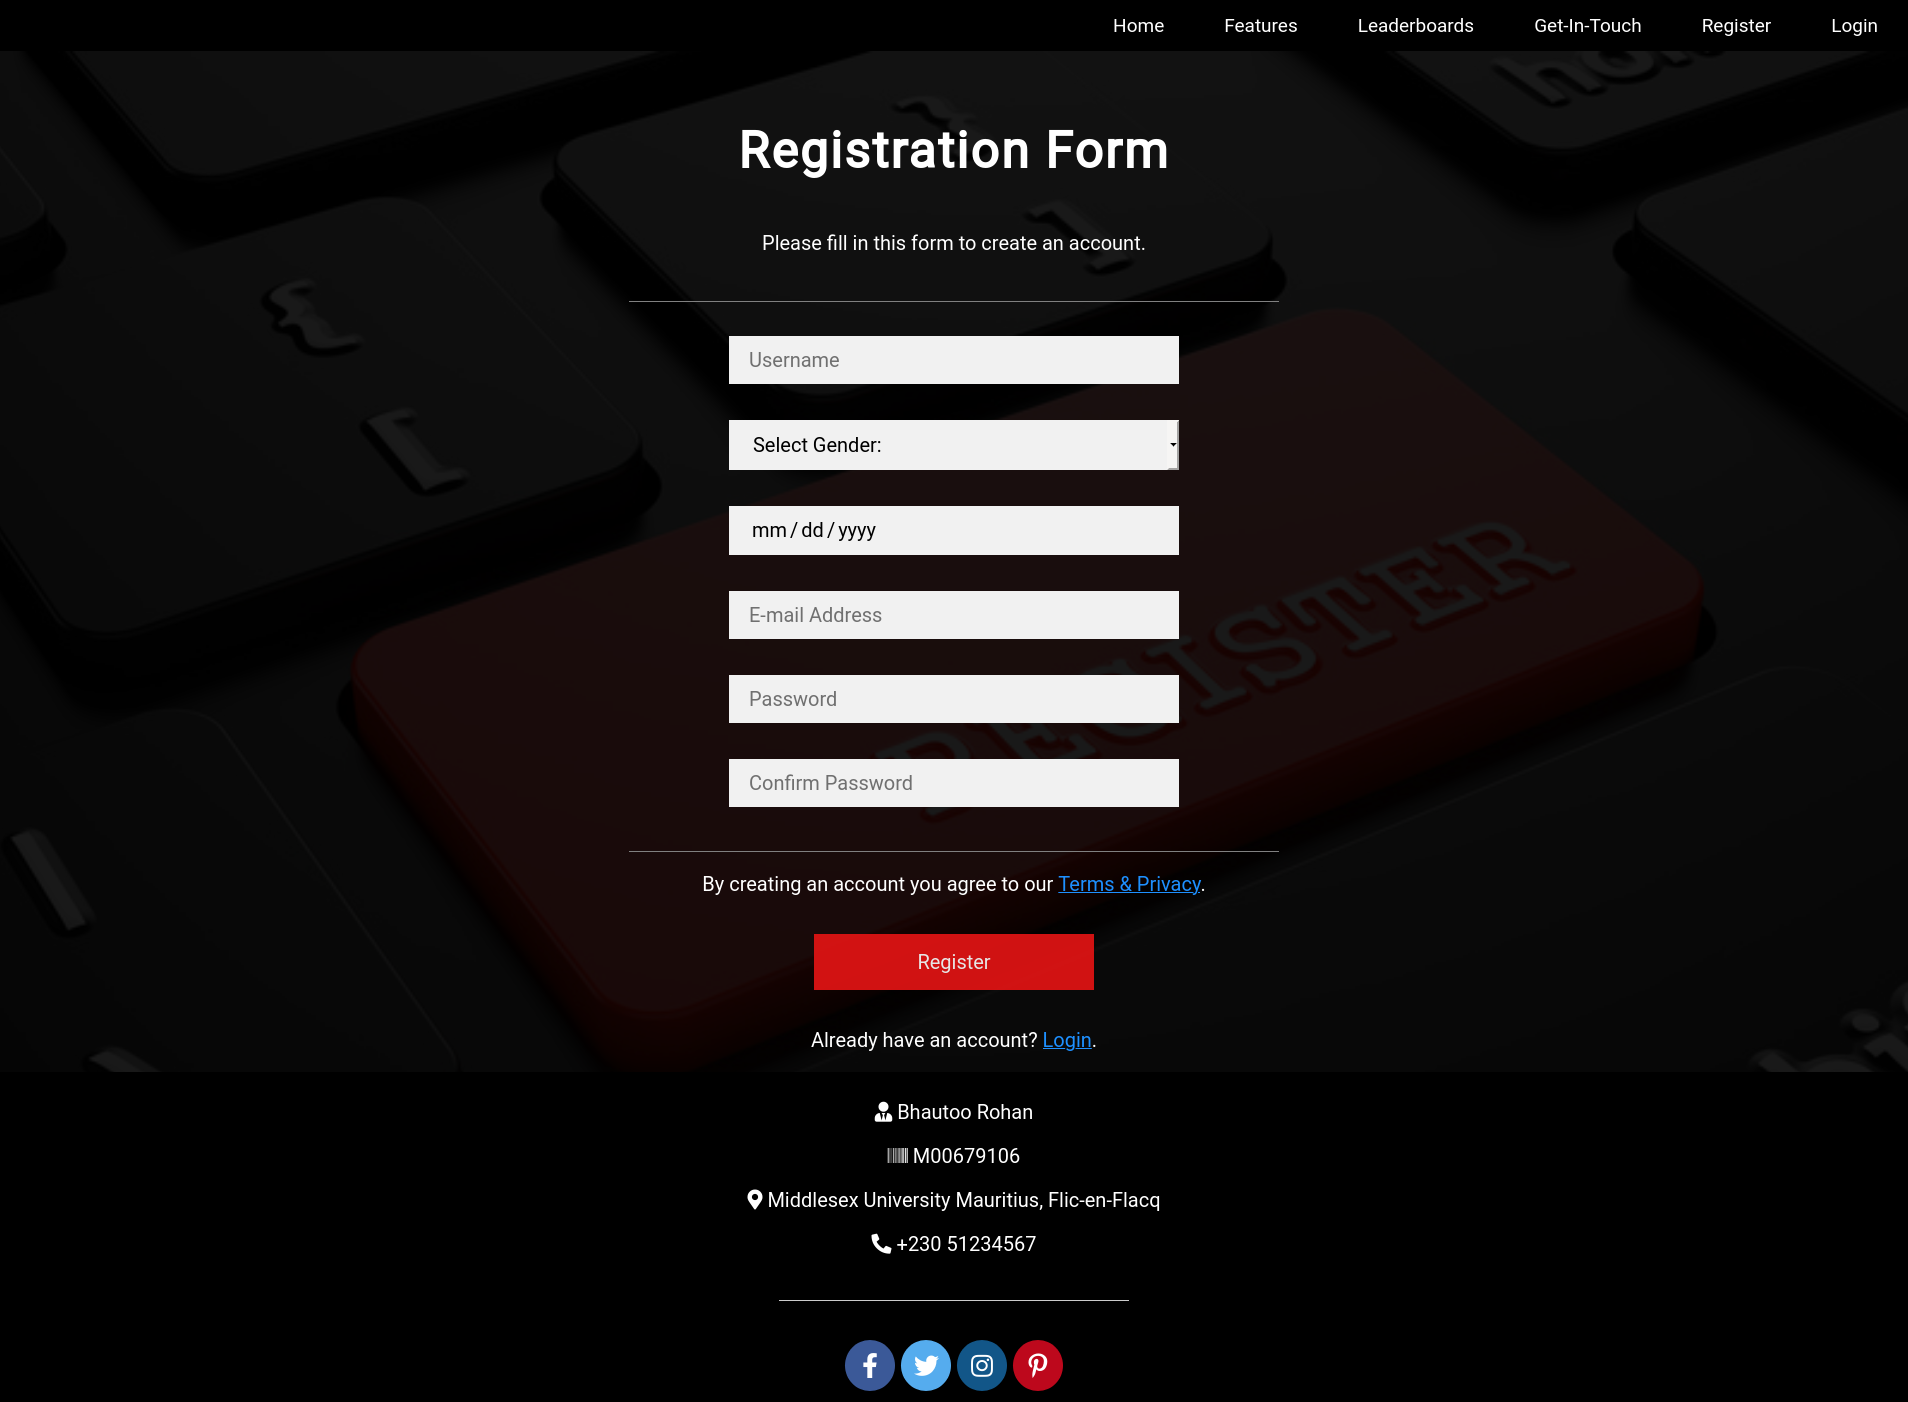 Home Features Leaderboards Get-In-Touch Register Login
Registration Form
Please fill in this form to create an account.
Username
Select Gender:
mm / dd / yyyy
E-mail Address
Password
Confirm Password
REGISTER
By creating an account you agree to our Terms & Privacy.
Register
Already have an account? Login.
Bhautoo Rohan
M00679106
Middlesex University Mauritius, Flic-en-Flacq
+230 51234567